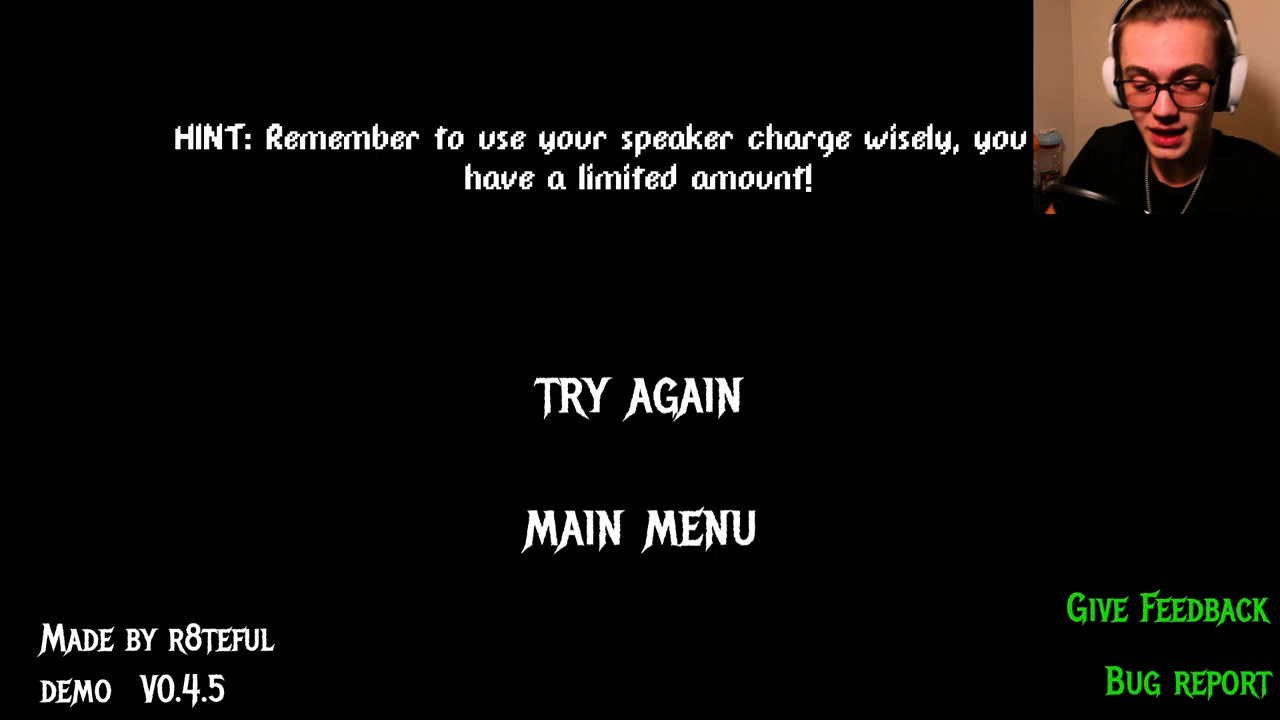 HINT: Remember to use your speaker charge wisely, you
have a limited amount!
TRY AGAIN
MAIN MENU
GIVE FEEDBACK
MADE BY R8TEFUL
BUG REPORT
DEMO V0.4.5